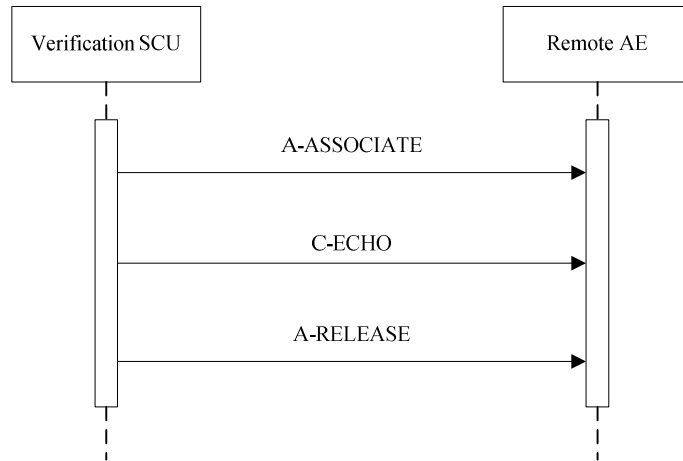 Verification SCU
Remote AE
A-ASSOCIATE
C-ECHO
A-RELEASE